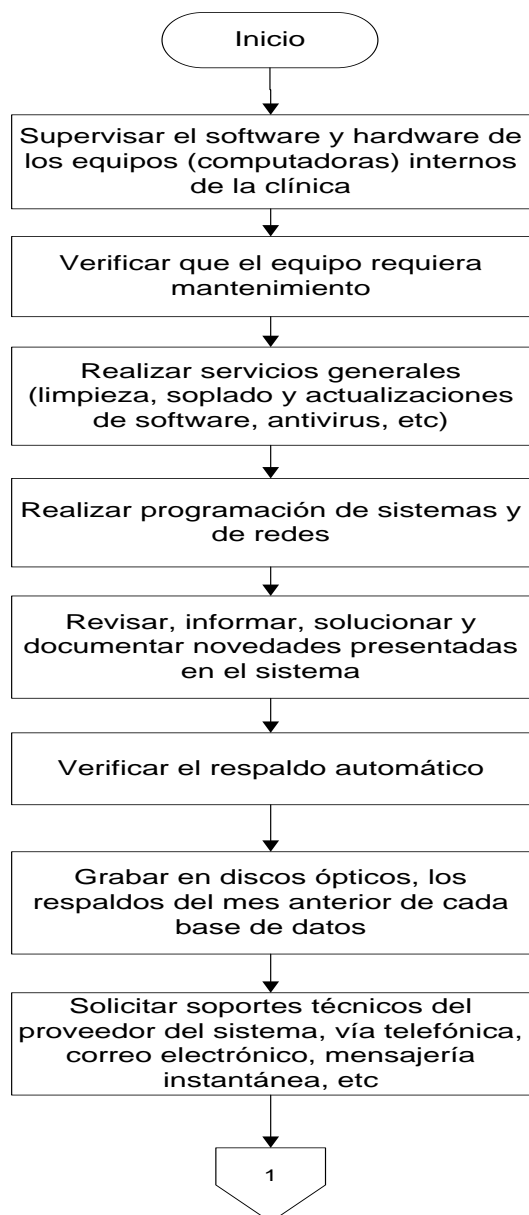 Inicio
Supervisar el software y hardware de
los equipos (computadoras) internos
de la clínica
Verificar que el equipo requiera
mantenimiento
Realizar servicios generales
(limpieza, soplado y actualizaciones
de software, antivirus, etc)
Realizar programación de sistemas y
de redes
Revisar, informar, solucionar y
documentar novedades presentadas
en el sistema
Verificar el respaldo automático
Grabar en discos ópticos, los
respaldos del mes anterior de cada
base de datos
Solicitar soportes técnicos del
proveedor del sistema, vía telefónica,
correo electrónico, mensajería
instantánea, etc
1